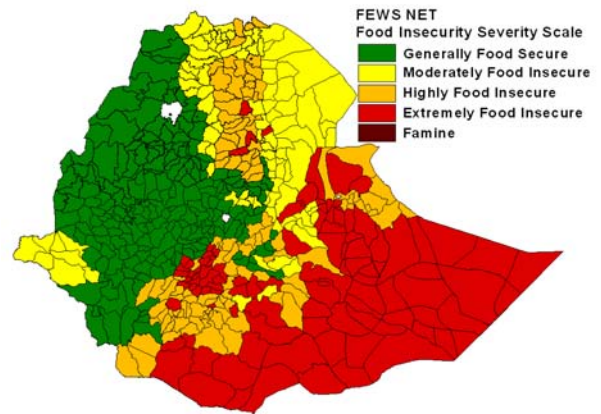 FEWS NET
Food Insecurity Severity Scale
Generally Food Secure
Moderately Food Insecure
Highly Food Insecure
Extremely Food Insecure
Famine